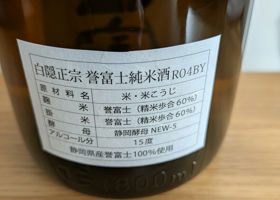 白隠正宗 誉富士純米酒R04BY
原材料名 米・米こうじ
麹米 誉富士（精米歩合60%）
掛米 誉富士（精米歩合60%）
酵母 静岡酵母 NEW-5
アルコール分 15度
静岡県産誉富士100%使用
1800ml